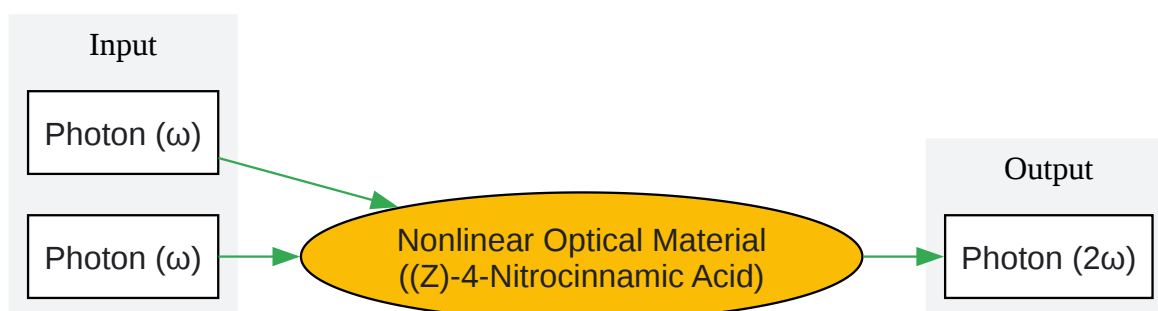 Input
Photon (ω)
Photon (ω)
Nonlinear Optical Material
((Z)-4-Nitrocinnamic Acid)
Output
Photon (2ω)